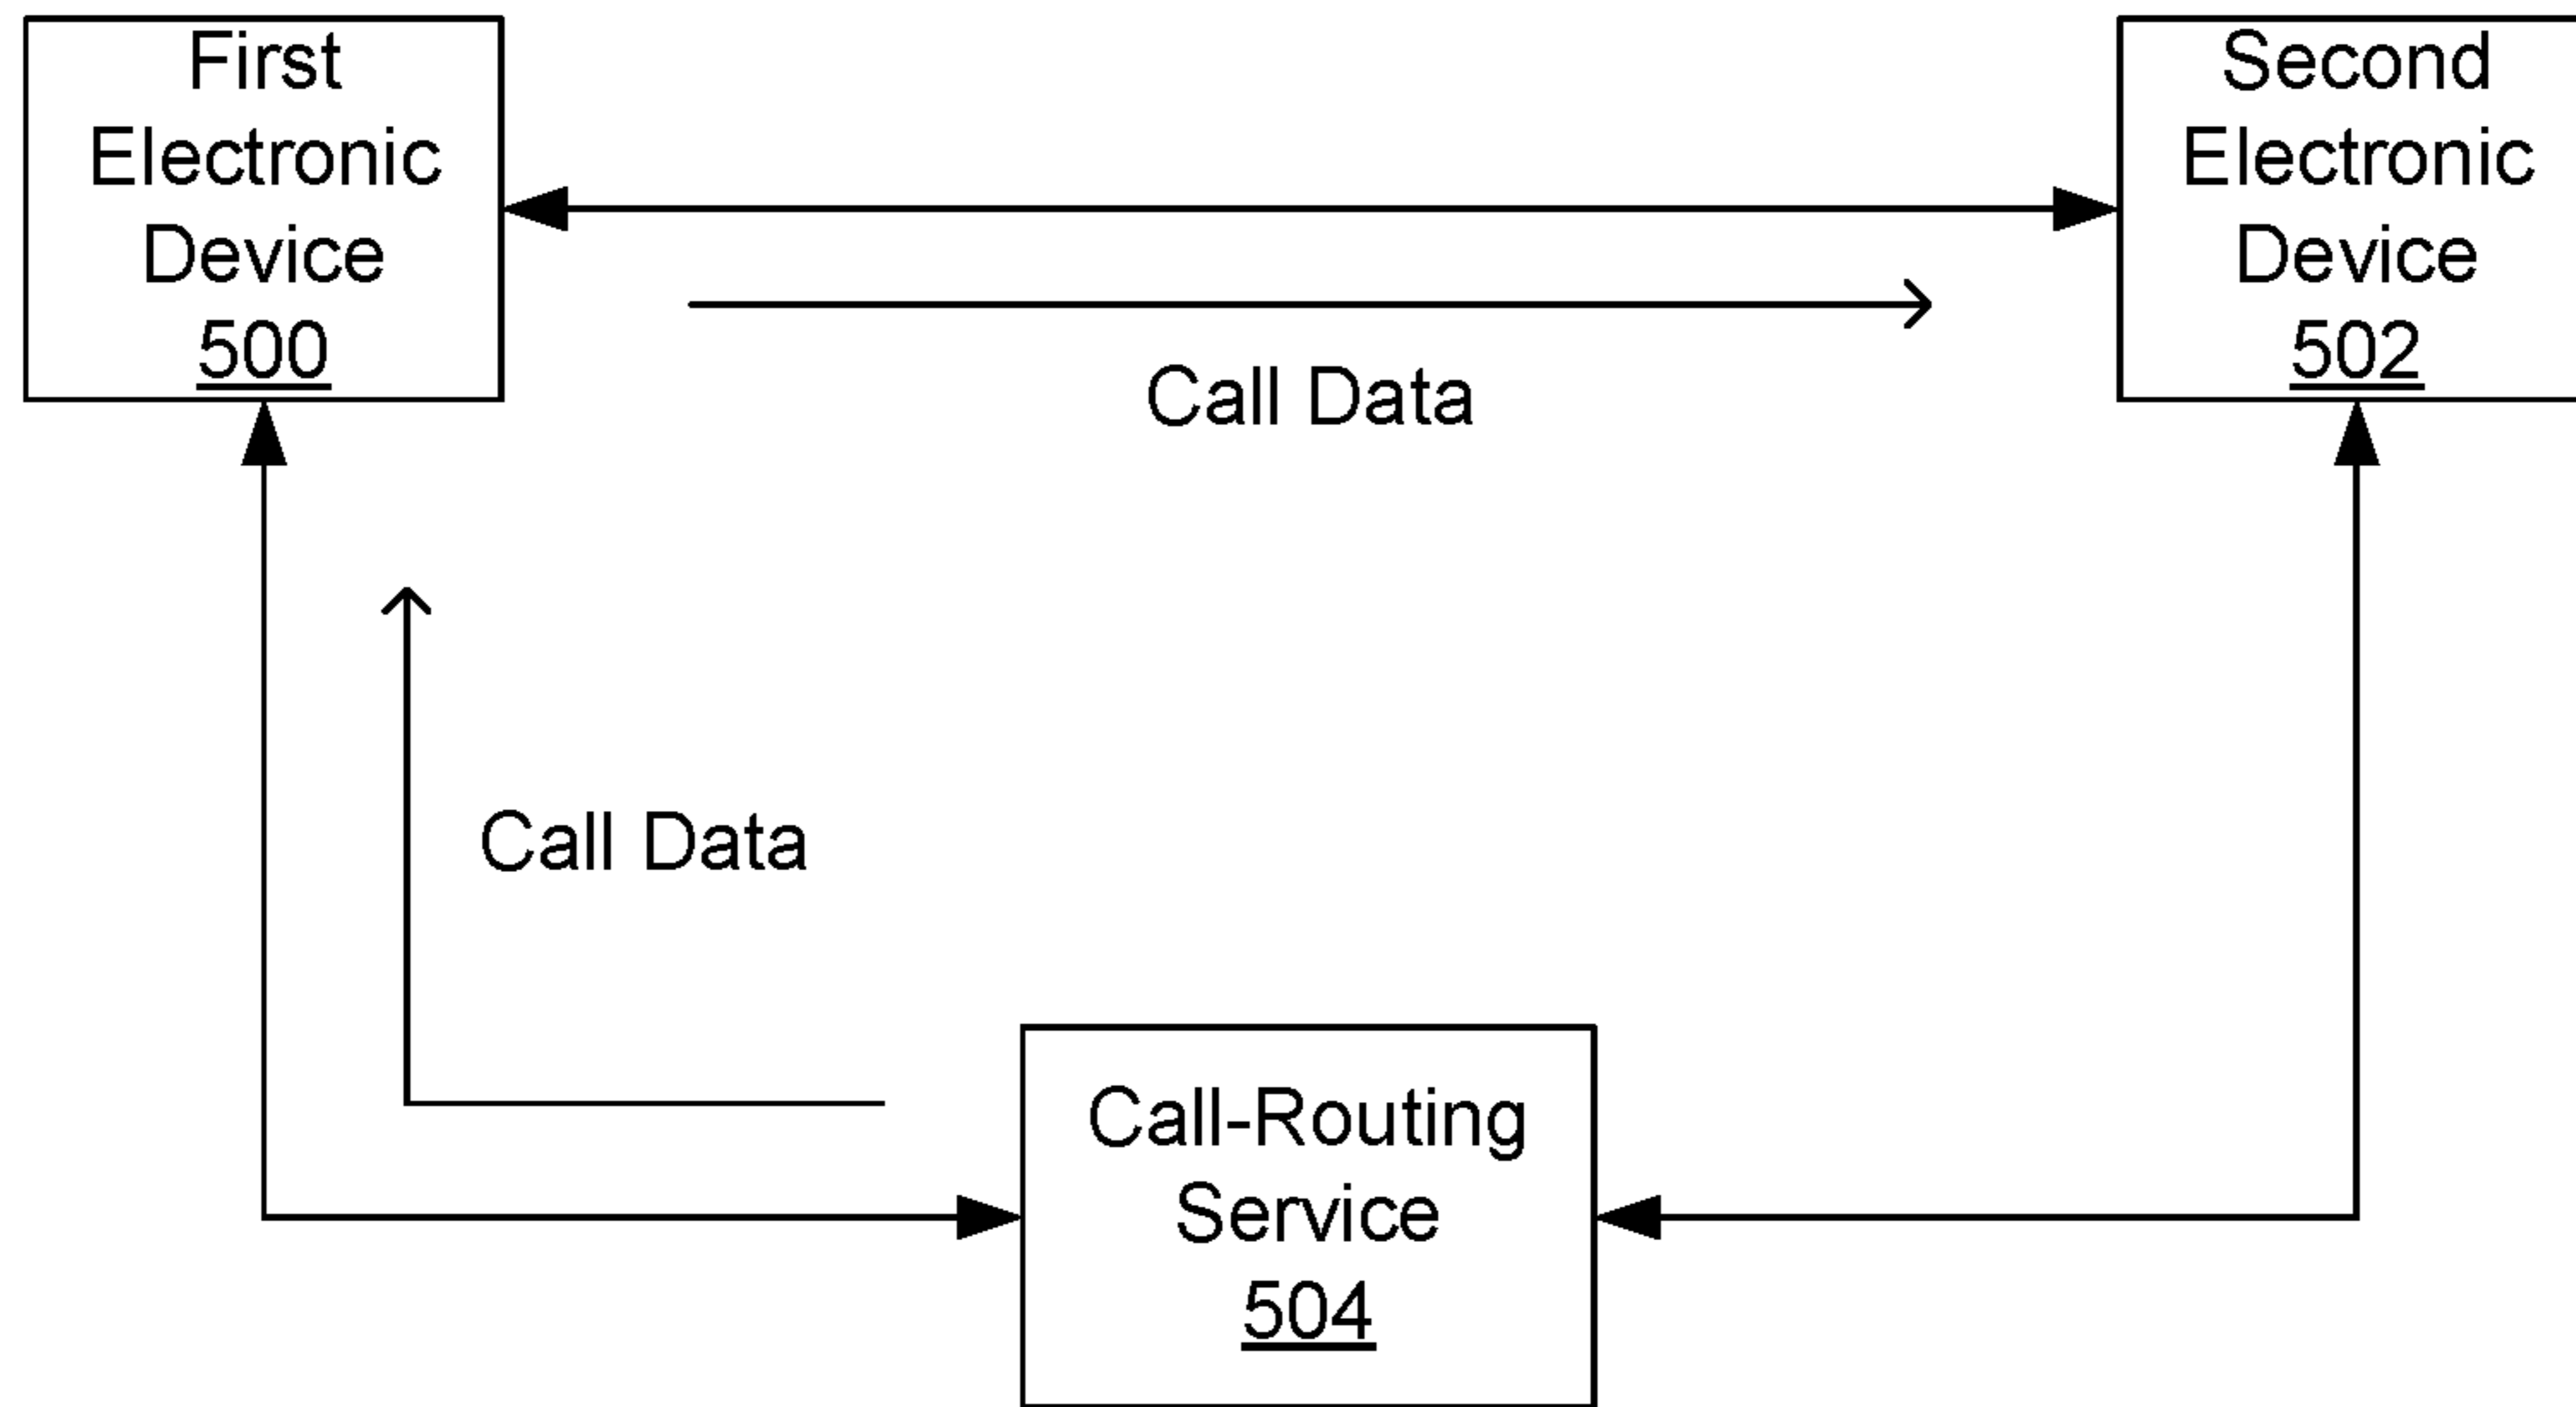 First
Electronic
Device
500
Second
Electronic
Device
502
Call Data
Call Data
Call-Routing
Service
504